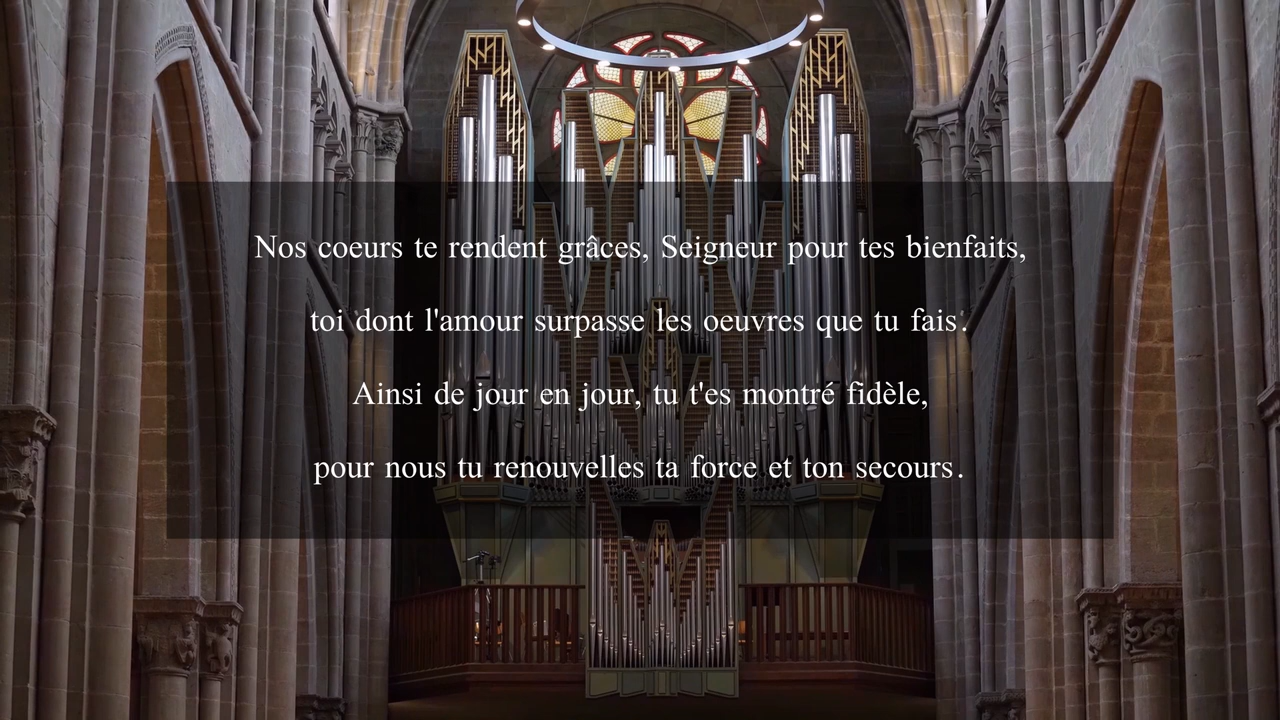 Nos coeurs te rendent grâces, Seigneur pour tes bienfaits,
toi dont l'amour surpasse les oeuvres que tu fais.
Ainsi de jour en jour, tu t'es montré fidèle,
pour nous tu renouvelles ta force et ton secours.